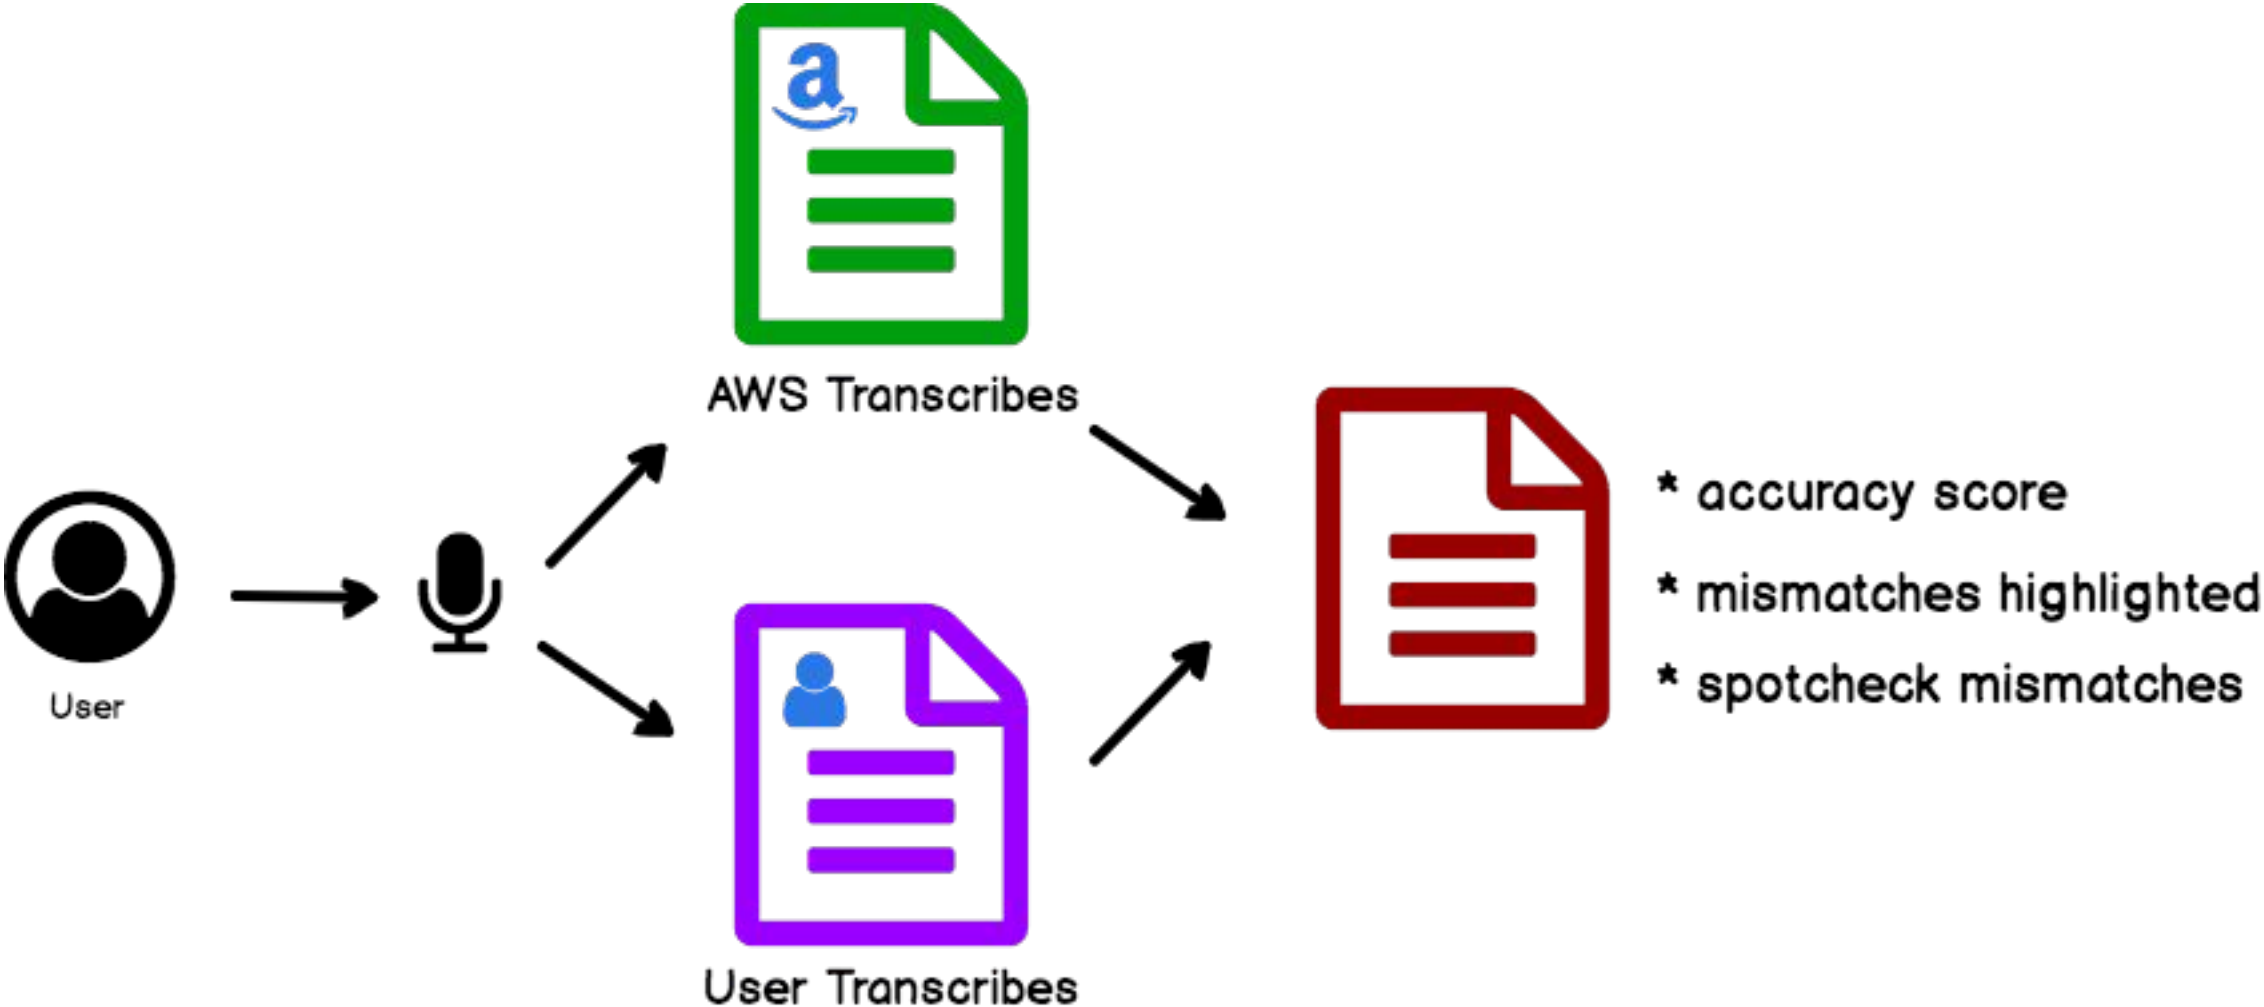 a
AWS Transcribes
User
* accuracy score
* mismatches highlighted
* spotcheck mismatches
User Transcribes